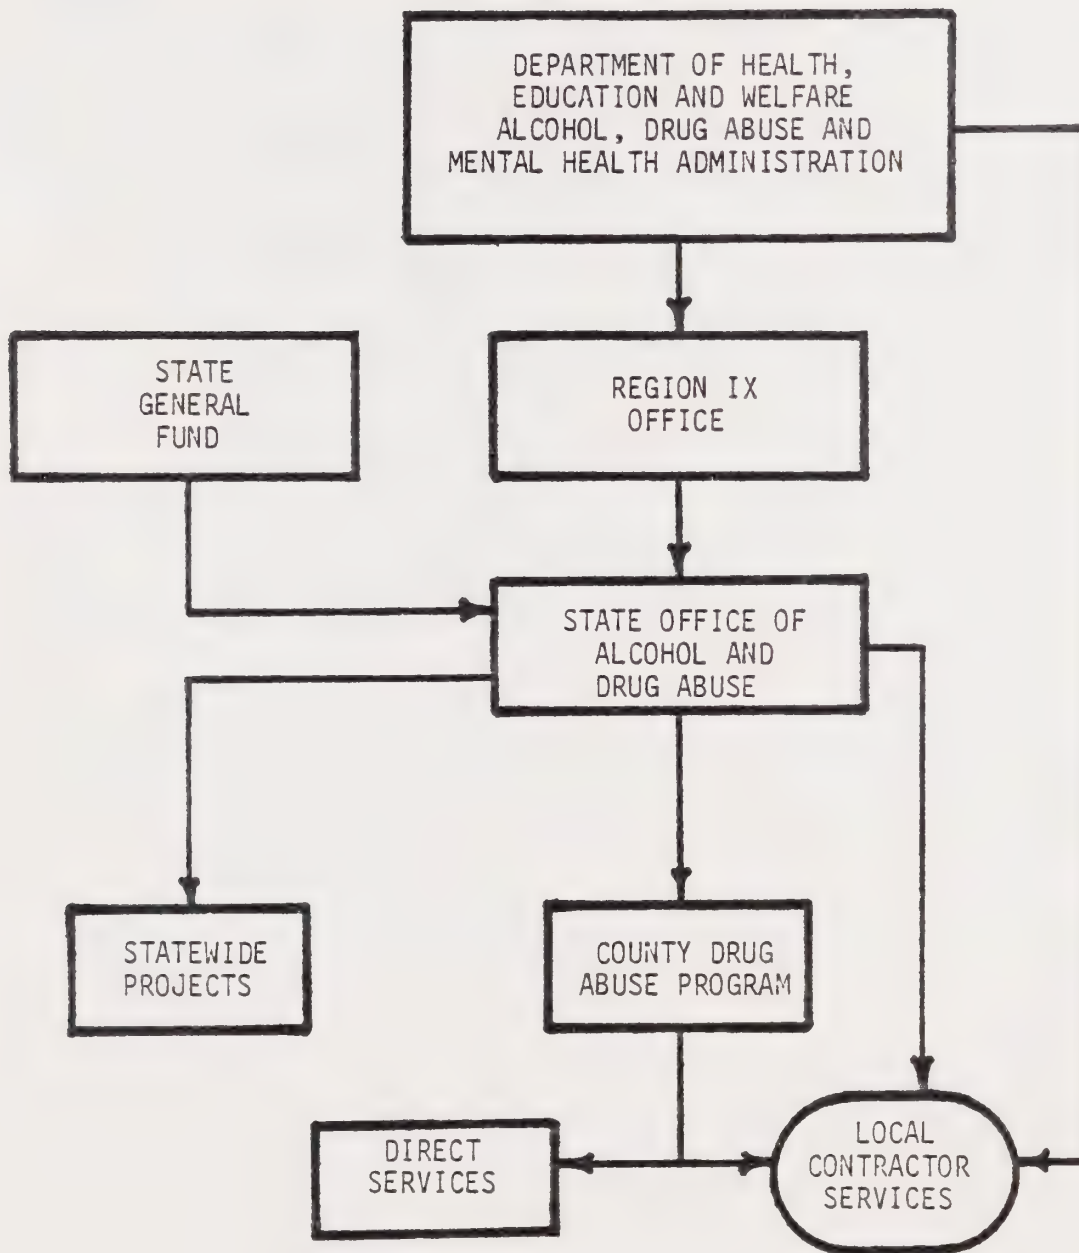 DEPARTMENT OF HEALTH,
EDUCATION AND WELFARE
ALCOHOL, DRUG ABUSE AND
MENTAL HEALTH ADMINISTRATION
STATE
GENERAL
FUND
REGION IX
OFFICE
STATE OFFICE OF
ALCOHOL AND
DRUG ABUSE
STATEWIDE
PROJECTS
COUNTY DRUG
ABUSE PROGRAM
DIRECT
SERVICES
LOCAL
CONTRACTOR
SERVICES